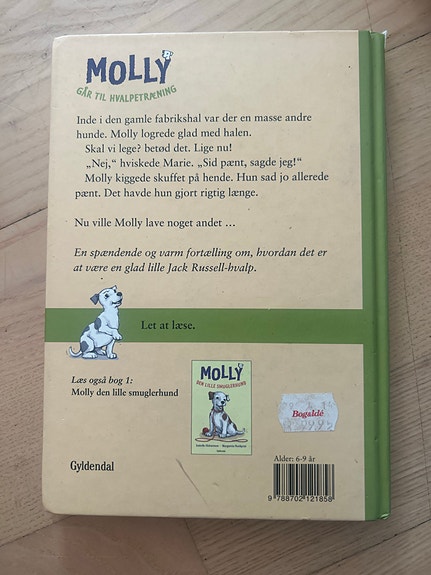 MOLLY
GÅR TIL HVALPETRÆNING
Inde i den gamle fabrikshal var der en masse andre
hunde. Molly logrede glad med halen.
Skal vi lege? betød det. Lige nu!
„Nej,“ hviskede Marie. „Sid pænt, sagde jeg!“
Molly kiggede skuffet på hende. Hun sad jo allerede
pænt. Det havde hun gjort rigtig længe.
Nu ville Molly lave noget andet …
En spændende og varm fortælling om, hvordan det er
at være en glad lille Jack Russell-hvalp.
Let at læse.
Læs også bog 1:
Molly den lille smuglerhund
MOLLY
DEN LILLE SMUGLERHUND
Bogaldé
Gyldendal
Alder: 6-9 år
9 788702 121858